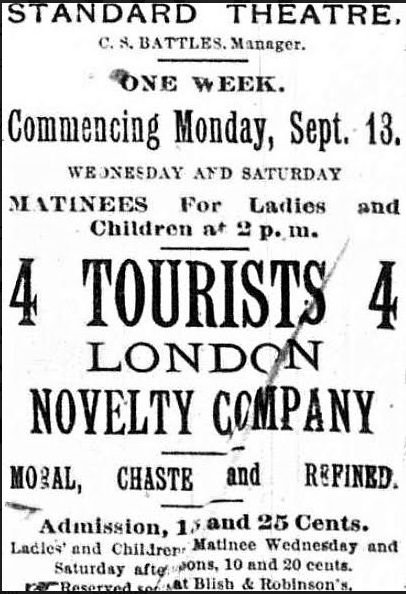 STANDARD THEATRE.
C. S. BATTLES, Manager.
ONE WEEK.
Commencing Monday, Sept. 13.
WEDNESDAY AND SATURDAY
MATINEES For Ladies and
Children at 2 p. m.
4 TOURISTS 4
LONDON
NOVELTY COMPANY
MORAL, CHASTE and REFINED.
Admission, 15 and 25 Cents.
Ladies' and Children Matinee Wednesday and
Saturday afternoons, 10 and 20 cents.
Reserved at Blish & Robinson's.